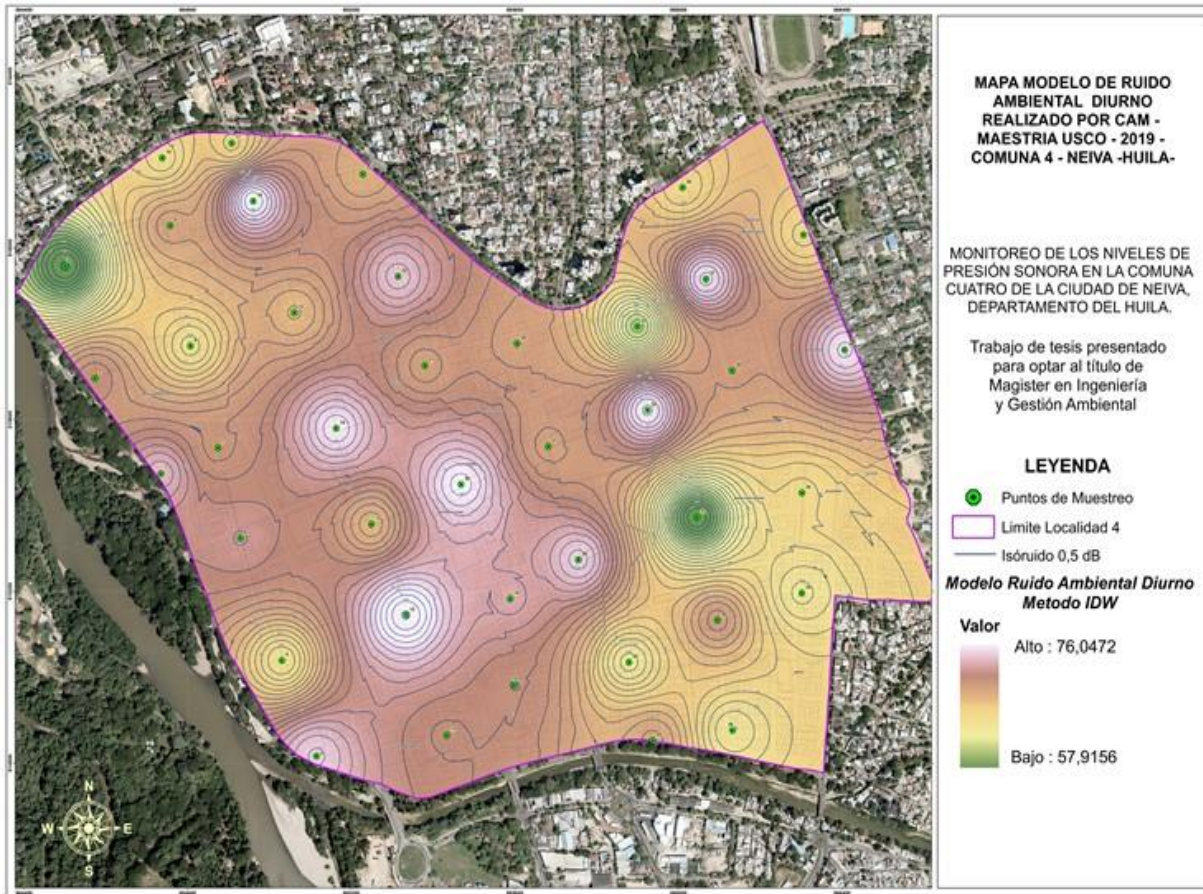 MAPA MODELO DE RUIDO
AMBIENTAL DIURNO
REALIZADO POR CAM -
MAESTRIA USCO - 2019 -
COMUNA 4 - NEIVA -HUILA-
MONITOREO DE LOS NIVELES DE
PRESIÓN SONORA EN LA COMUNA
CUATRO DE LA CIUDAD DE NEIVA,
DEPARTAMENTO DEL HUILA.
Trabajo de tesis presentado
para optar al título de
Magister en Ingeniería
y Gestión Ambiental
LEYENDA
Puntos de Muestreo
Limite Localidad 4
Isóruido 0,5 dB
Modelo Ruido Ambiental Diurno
Metodo IDW
Valor
Alto : 76,0472
Bajo : 57,9156
N
W E
S